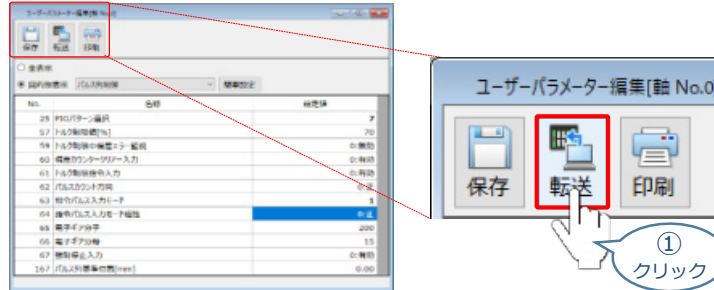 ユーザーパラメーター編集[軸 No.0]
保存 転送 印刷
全表示
目的別表示 パルス列制御 簡単設定
No. 名称 設定値
25 PIOパターン選択 7
57 トルク制限値[%] 70
59 トルク制限中偏差エラー監視 0:無効
60 偏差カウンタークリアー入力 0:有効
61 トルク制限指令入力 0:有効
62 パルスカウント方向 0:正
63 指令パルス入力モード 1
64 指令パルス入力モード極性 0:正
65 電子ギア分子 200
66 電子ギア分母 15
67 強制停止入力 0:有効
167 パルス列基準位置[mm] 0.00
ユーザーパラメーター編集[軸 No.0
保存 転送 印刷
①
クリック